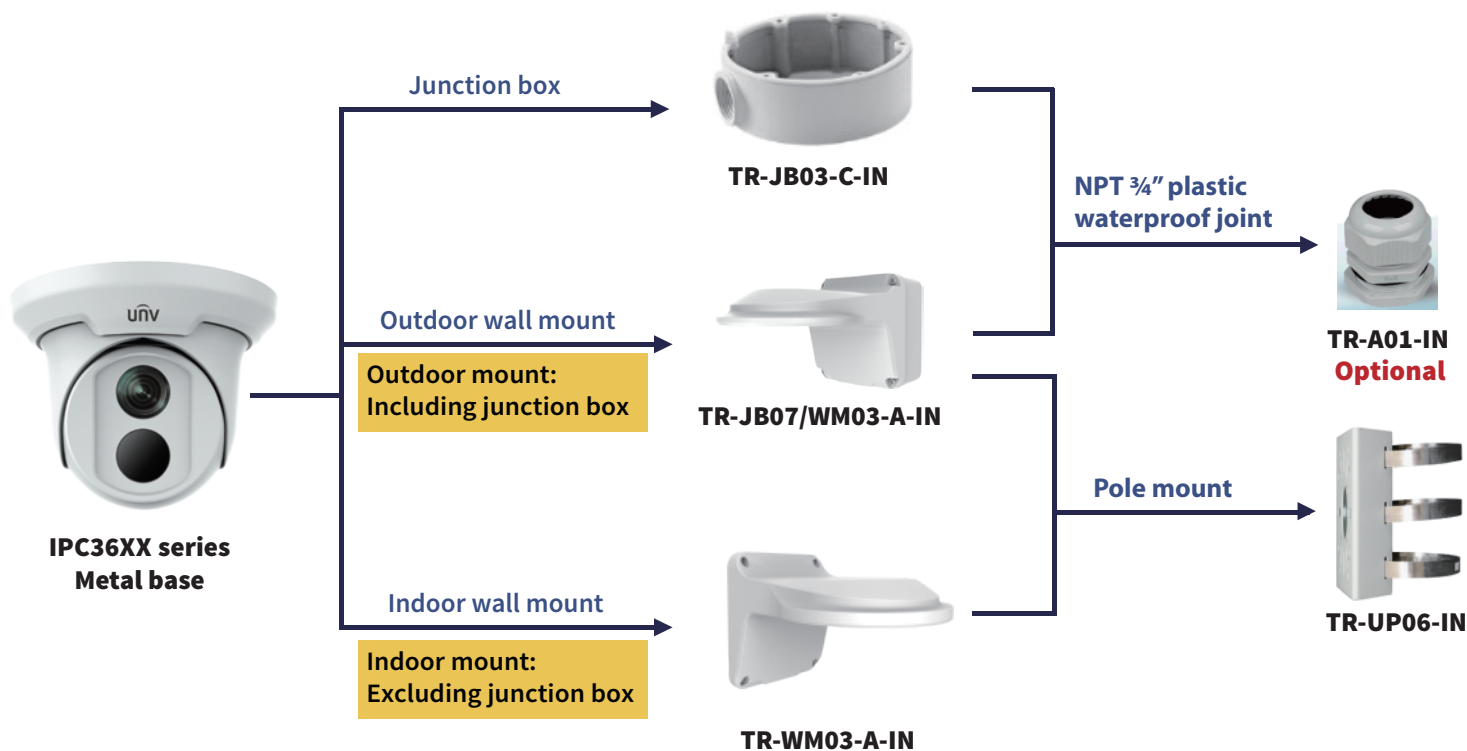 Junction box
TR-JB03-C-IN
NPT ¾” plastic
waterproof joint
TR-A01-IN
Optional
unv
Outdoor wall mount
Outdoor mount:
Including junction box
TR-JB07/WM03-A-IN
Pole mount
TR-UP06-IN
IPC36XX series
Metal base
Indoor wall mount
Indoor mount:
Excluding junction box
TR-WM03-A-IN